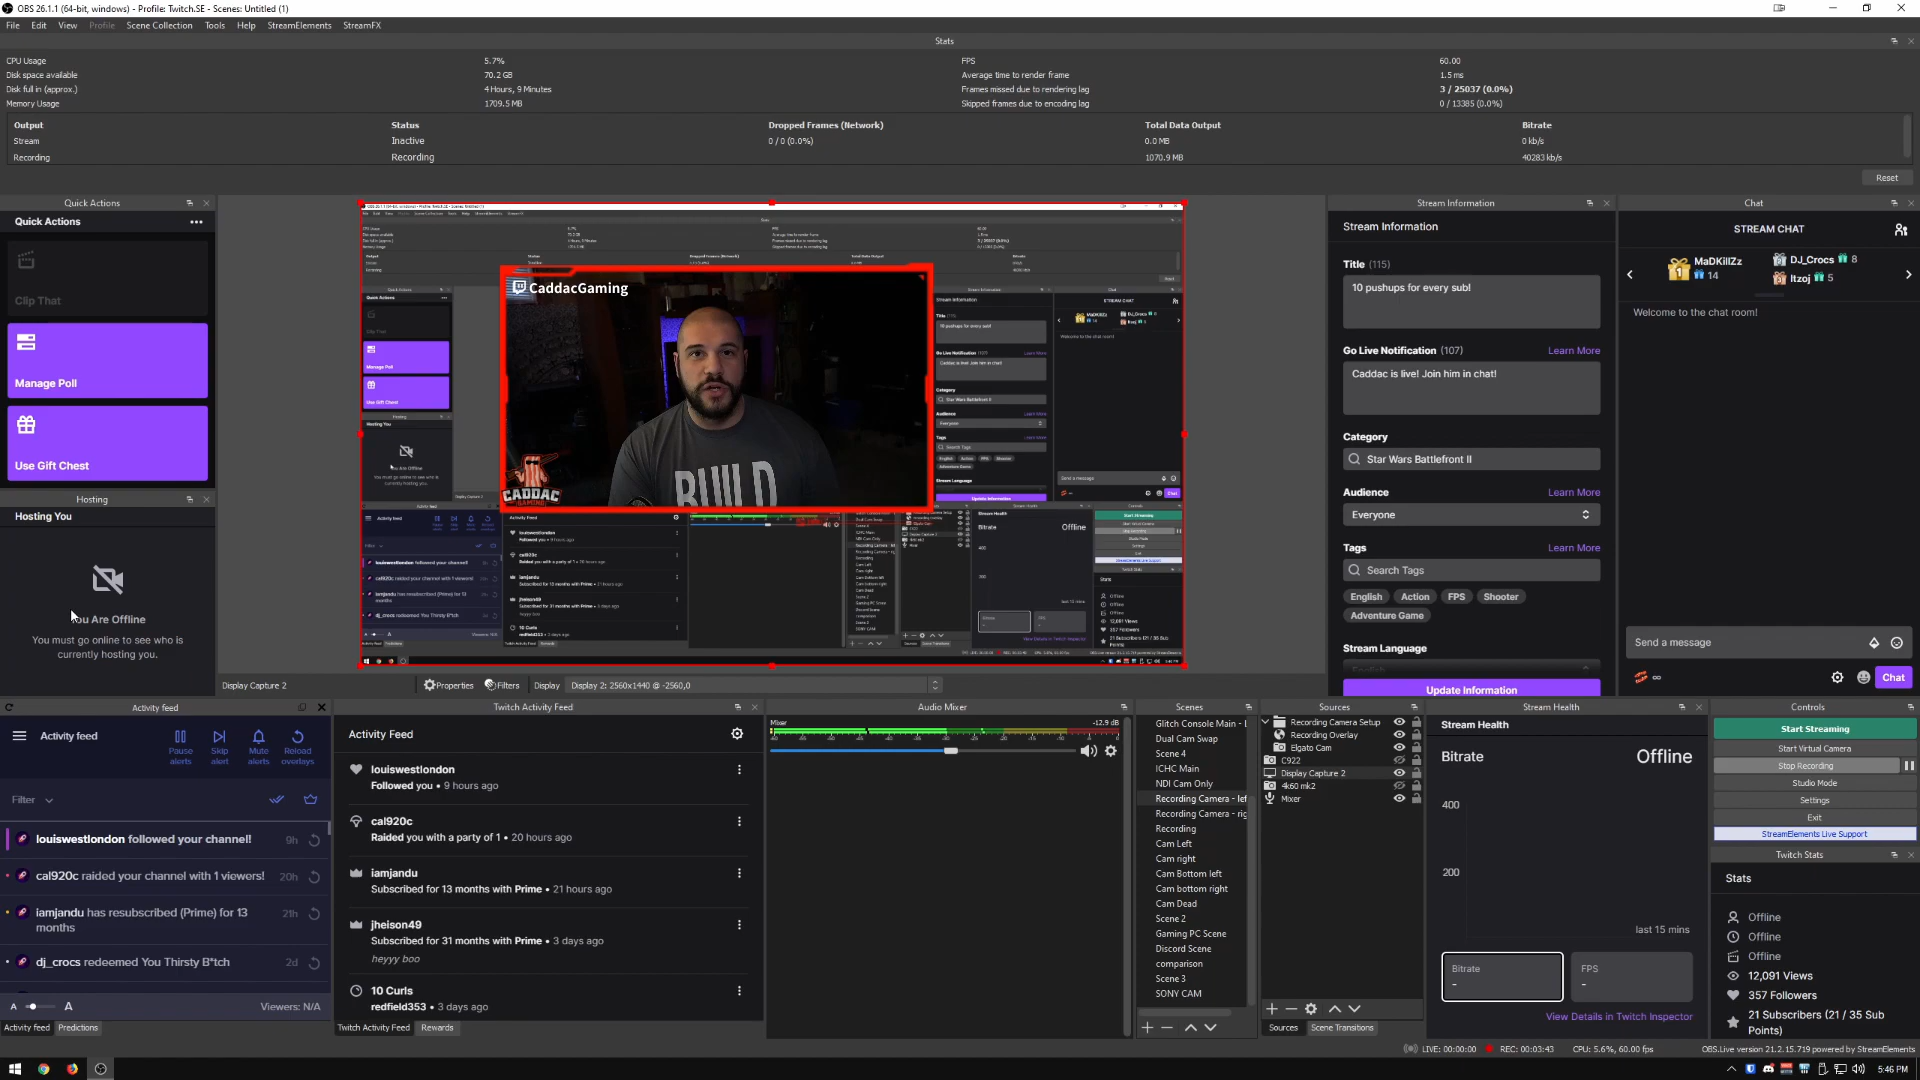 OBS 26.1.1 (64-bit, windows) - Profile: Twitch.SE - Scenes: Untitled (1)
File Edit View Profile Scene Collection Tools Help StreamElements StreamFX
Stats
CPU Usage 5.7% FPS 60.00
Disk space available 70.2 GB Average time to render frame 1.5 ms
Disk full in (approx.) 4 Hours, 9 Minutes Frames missed due to rendering lag 3 / 25037 (0.0%)
Memory Usage 1709.5 MB Skipped frames due to encoding lag 0 / 13385 (0.0%)
Output Status Dropped Frames (Network) Total Data Output Bitrate
Stream Inactive 0 / 0 (0.0%) 0.0 MB 0 kb/s
Recording Recording 1070.9 MB 40283 kb/s
Reset
Quick Actions
Quick Actions
Clip That
Manage Poll
Use Gift Chest
Hosting
Hosting You
You Are Offline
You must go online to see who is
currently hosting you.
CaddacGaming
BUILD
CADDAC
GAMING
Stream Information
Stream Information
Title (115)
10 pushups for every sub!
Go Live Notification (107) Learn More
Caddac is live! Join him in chat!
Category
Star Wars Battlefront II
Audience Learn More
Everyone
Tags Learn More
Search Tags
English Action FPS Shooter
Adventure Game
Stream Language
English
Update Information
Chat
STREAM CHAT
MaDKillZz 14
DJ_Crocs 8
Itzoj 5
Welcome to the chat room!
Send a message
Chat
Display Capture 2 Properties Filters Display Display 2: 2560x1440 @ -2560,0
Activity feed
Activity feed
Pause alerts
Skip alert
Mute alerts
Reload overlays
Filter
louiswestlondon followed your channel! 9h
cal920c raided your channel with 1 viewers! 20h
iamjandu has resubscribed (Prime) for 13 21h
months
dj_crocs redeemed You Thirsty B*tch 2d
A A Viewers: N/A
Activity feed Predictions
Twitch Activity Feed
Activity Feed
louiswestlondon
Followed you • 9 hours ago
cal920c
Raided you with a party of 1 • 20 hours ago
iamjandu
Subscribed for 13 months with Prime • 21 hours ago
jheison49
Subscribed for 31 months with Prime • 3 days ago
heyyy boo
10 Curls
redfield353 • 3 days ago
Twitch Activity Feed Rewards
Audio Mixer
Mixer -12.9 dB
Scenes
Glitch Console Main - I
Dual Cam Swap
Scene 4
ICHC Main
NDI Cam Only
Recording Camera - lef
Recording Camera - rig
Recording
Cam Left
Cam right
Cam Bottom left
Cam bottom right
Cam Dead
Scene 2
Gaming PC Scene
Discord Scene
comparison
Scene 3
SONY CAM
Sources
Recording Camera Setup
Recording Overlay
Elgato Cam
C922
Display Capture 2
4k60 mk2
Mixer
Sources Scene Transitions
Stream Health
Stream Health
Bitrate Offline
400
200
last 15 mins
Bitrate
-
FPS
-
View Details in Twitch Inspector
Controls
Start Streaming
Start Virtual Camera
Stop Recording
Studio Mode
Settings
Exit
StreamElements Live Support
Twitch Stats
Stats
Offline
Offline
Offline
12,091 Views
357 Followers
21 Subscribers (21 / 35 Sub
Points)
LIVE: 00:00:00 REC: 00:03:43 CPU: 5.6%, 60.00 fps OBS.Live version 21.2.15.719 powered by StreamElements
5:46 PM